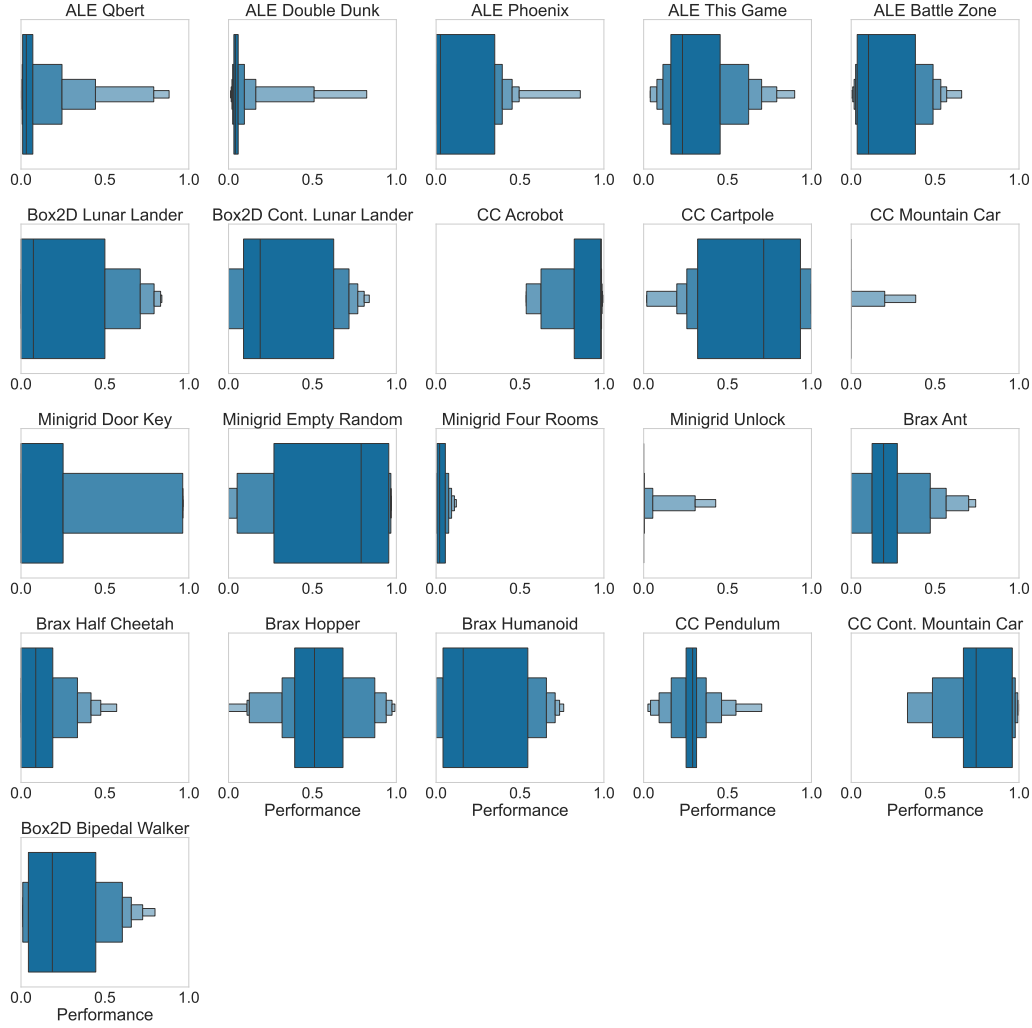 ALE Qbert ALE Double Dunk ALE Phoenix ALE This Game ALE Battle Zone
0.0 0.5 1.0 0.0 0.5 1.0 0.0 0.5 1.0 0.0 0.5 1.0 0.0 0.5 1.0
Box2D Lunar Lander Box2D Cont. Lunar Lander CC Acrobot CC Cartpole CC Mountain Car
0.0 0.5 1.0 0.0 0.5 1.0 0.0 0.5 1.0 0.0 0.5 1.0 0.0 0.5 1.0
Minigrid Door Key Minigrid Empty Random Minigrid Four Rooms Minigrid Unlock Brax Ant
0.0 0.5 1.0 0.0 0.5 1.0 0.0 0.5 1.0 0.0 0.5 1.0 0.0 0.5 1.0
Brax Half Cheetah Brax Hopper Brax Humanoid CC Pendulum CC Cont. Mountain Car
0.0 0.5 1.0 0.0 0.5 1.0 0.0 0.5 1.0 0.0 0.5 1.0 0.0 0.5 1.0
Performance Performance Performance Performance
Box2D Bipedal Walker
0.0 0.5 1.0
Performance